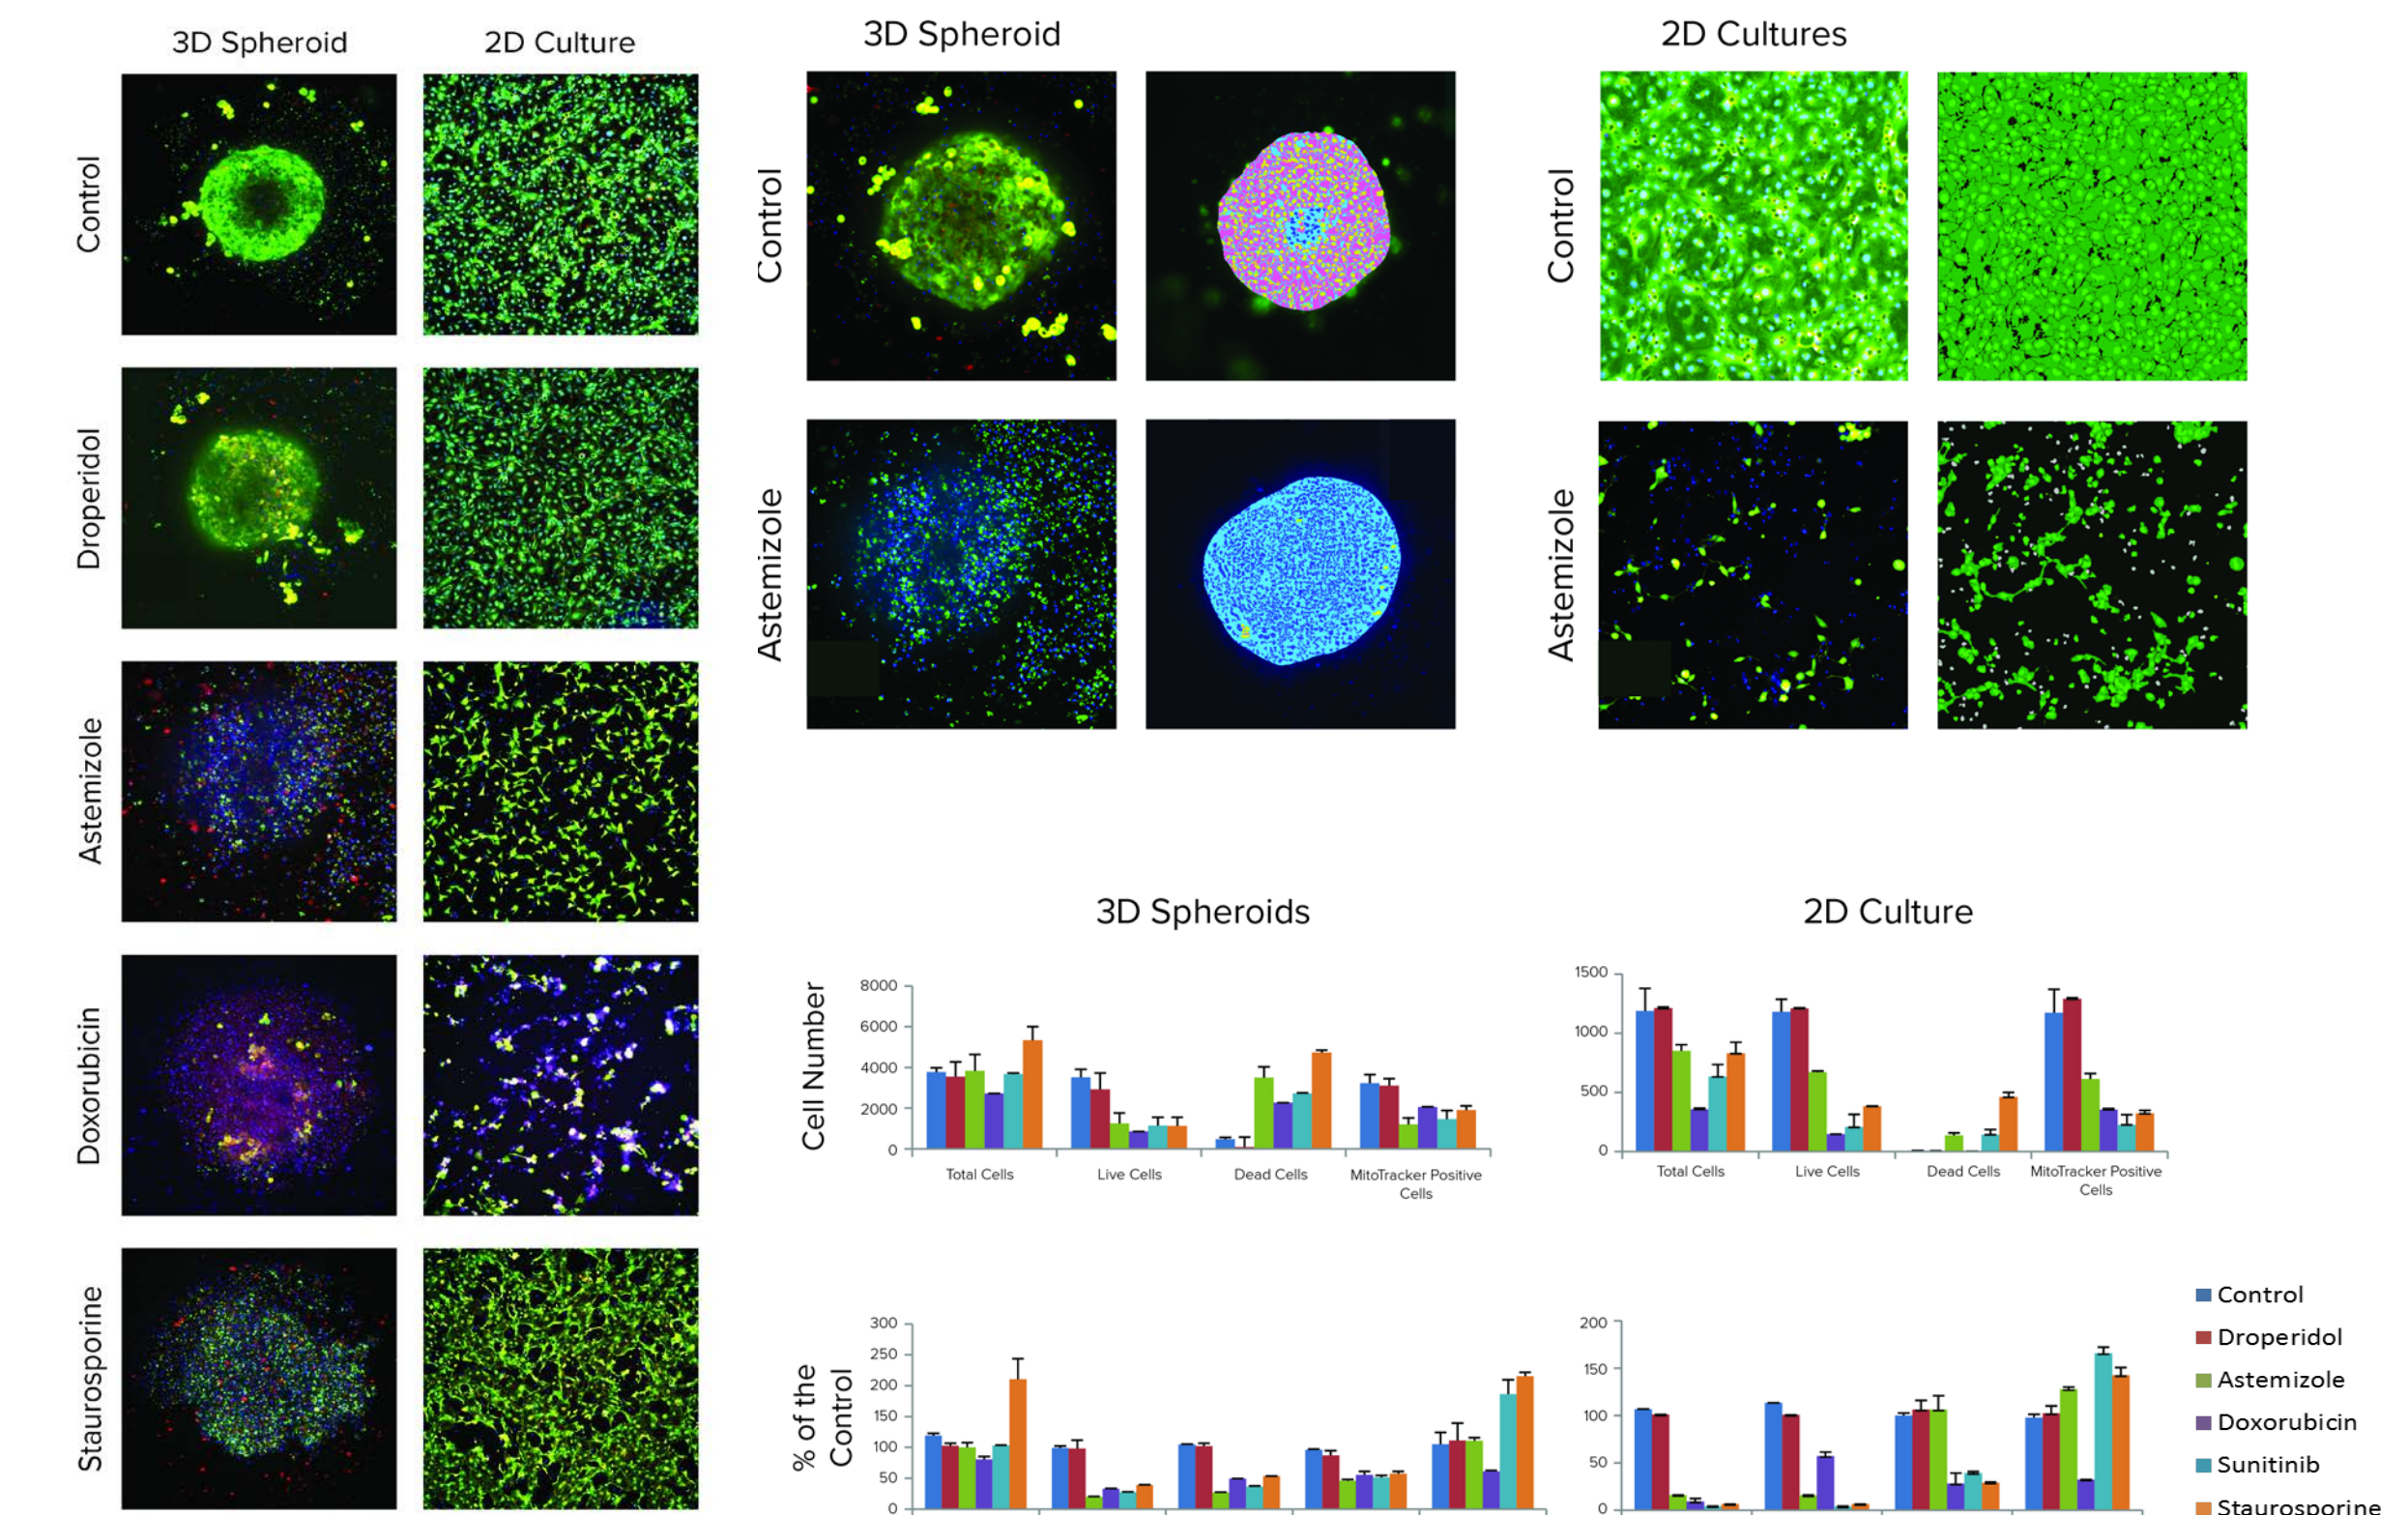 3D Spheroid
2D Culture
Control
Droperidol
Astemizole
Doxorubicin
Staurosporine
3D Spheroid
2D Cultures
Control
Astemizole
Control
Astemizole
3D Spheroids
2D Culture
Cell Number
8000
6000
4000
2000
0
Total Cells
Live Cells
Dead Cells
MitoTracker Positive
Cells
1500
1000
500
0
Total Cells
Live Cells
Dead Cells
MitoTracker Positive
Cells
% of the
Control
300
250
200
150
100
50
0
200
150
100
50
0
Control
Droperidol
Astemizole
Doxorubicin
Sunitinib
Staurosporine